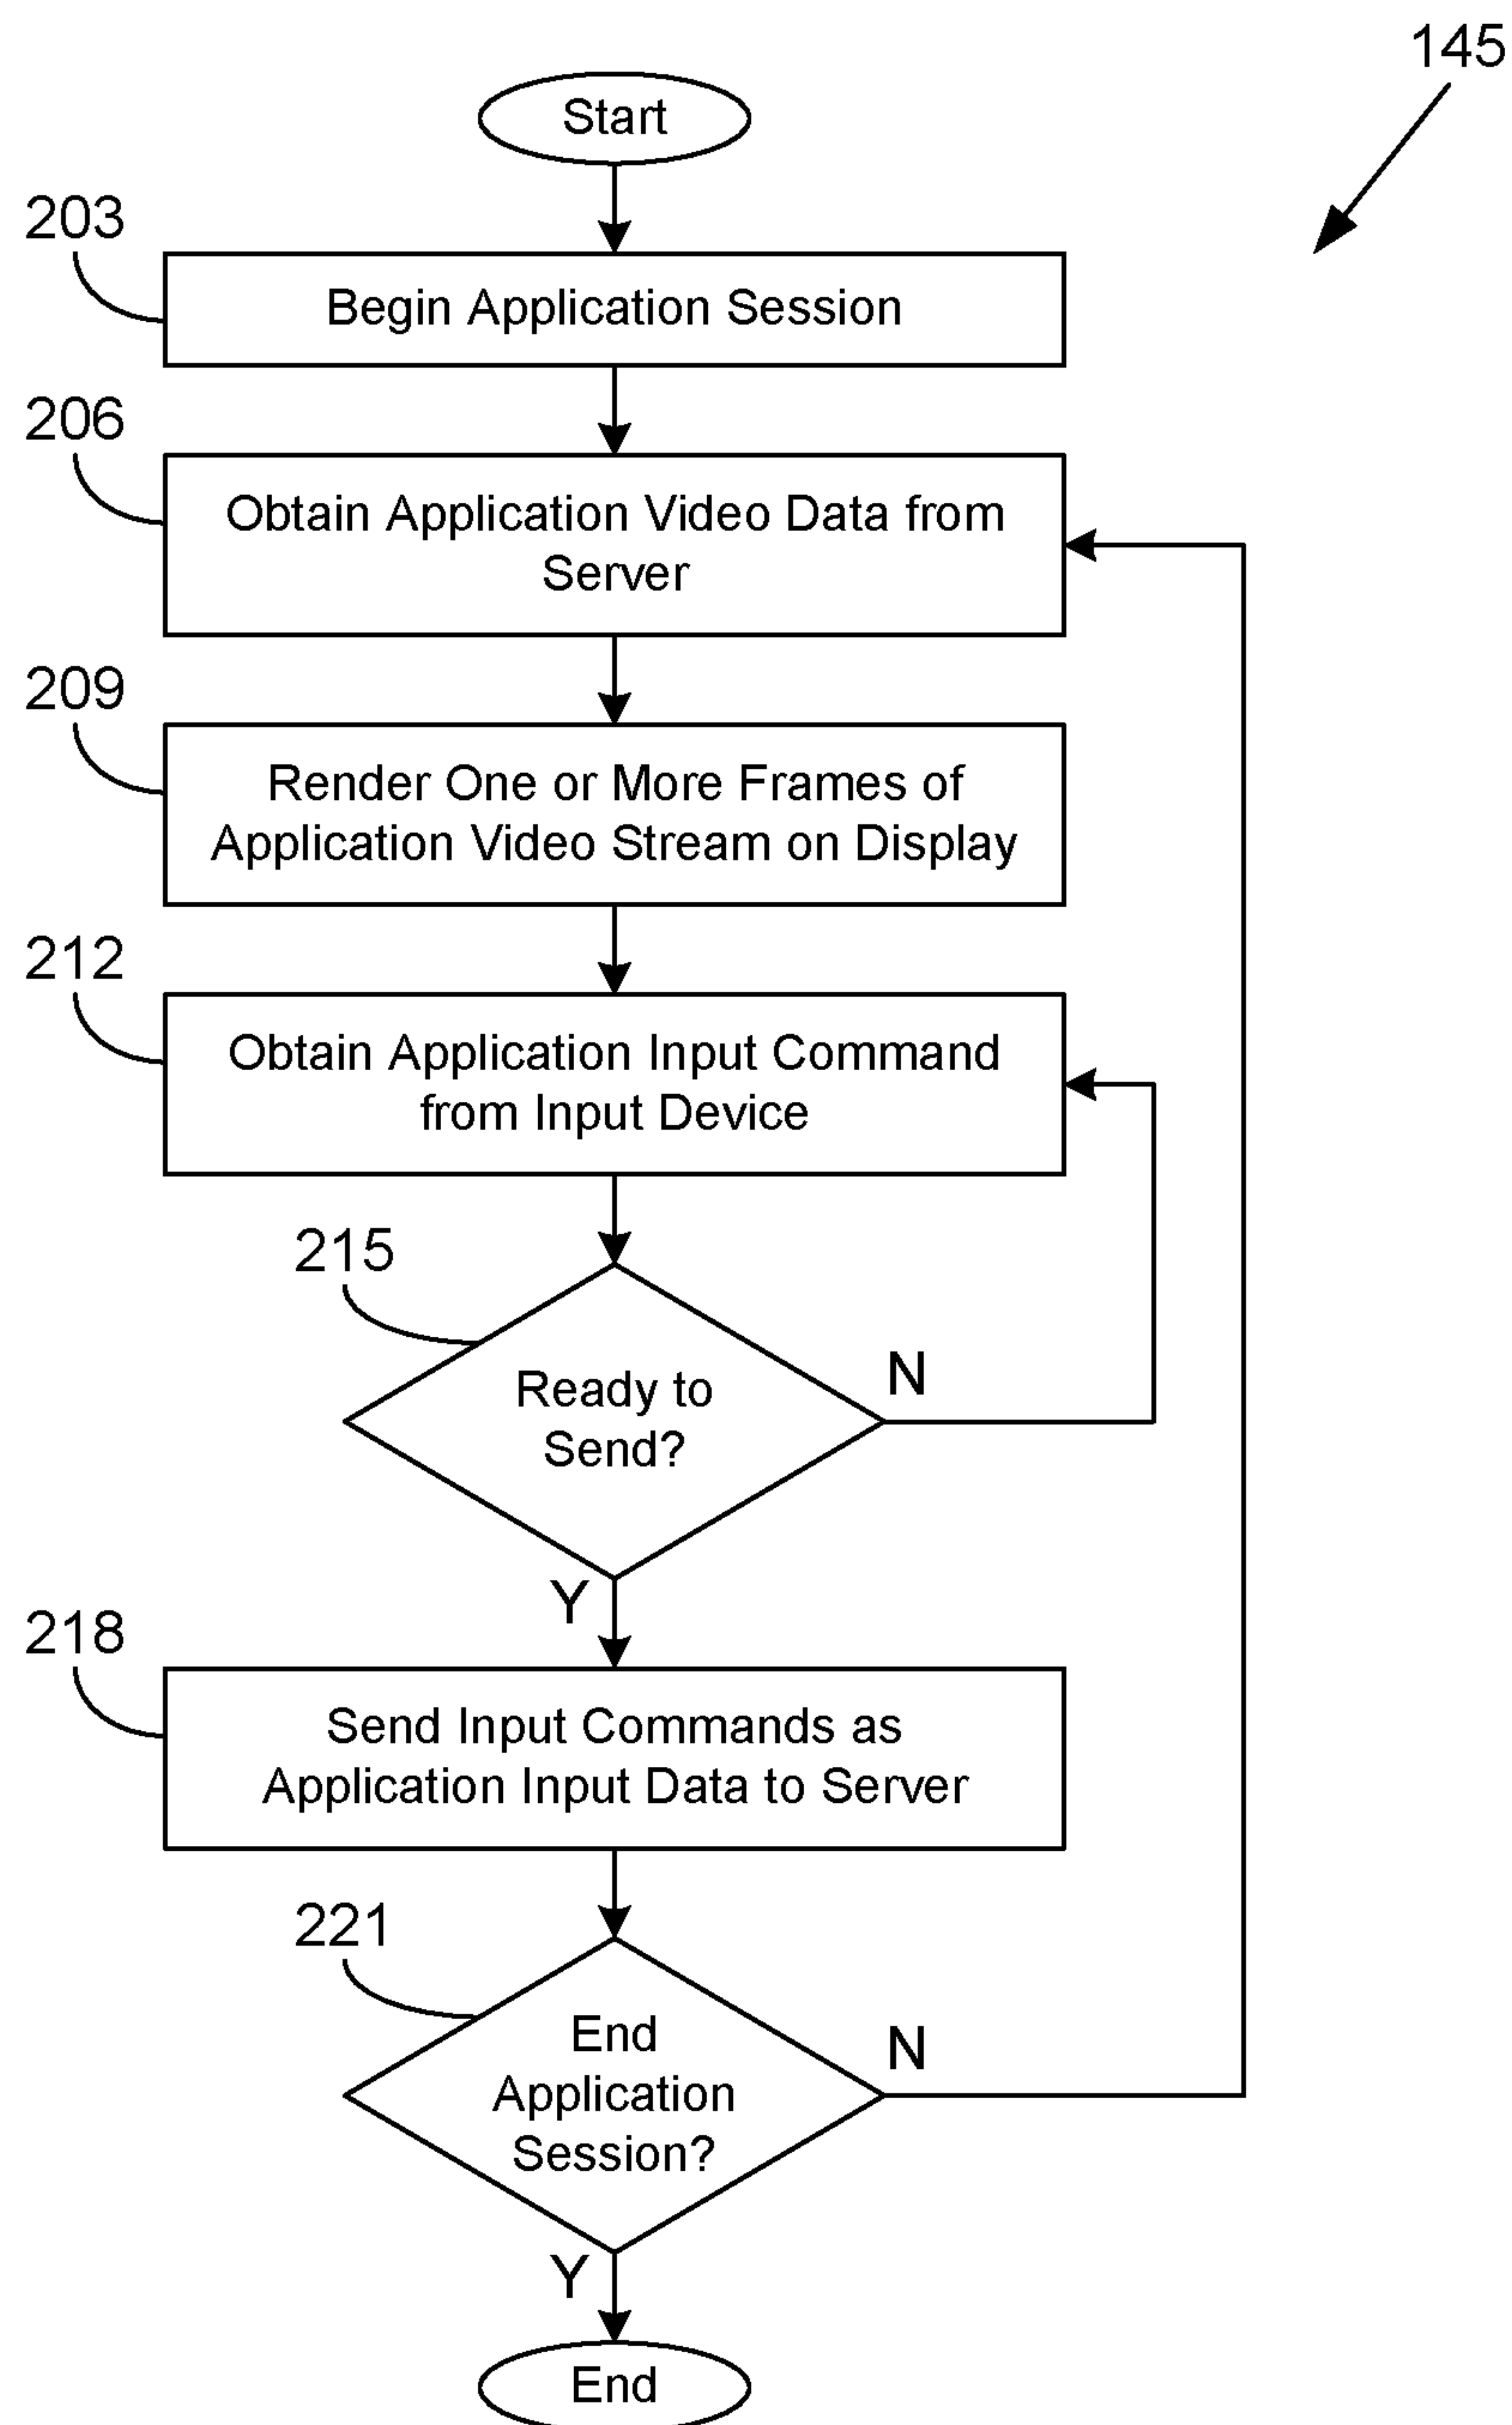 145
Start
203
Begin Application Session
206
Obtain Application Video Data from
Server
209
Render One or More Frames of
Application Video Stream on Display
212
Obtain Application Input Command
from Input Device
215
Ready to
Send?
N
Y
218
Send Input Commands as
Application Input Data to Server
221
End
Application
Session?
N
Y
End